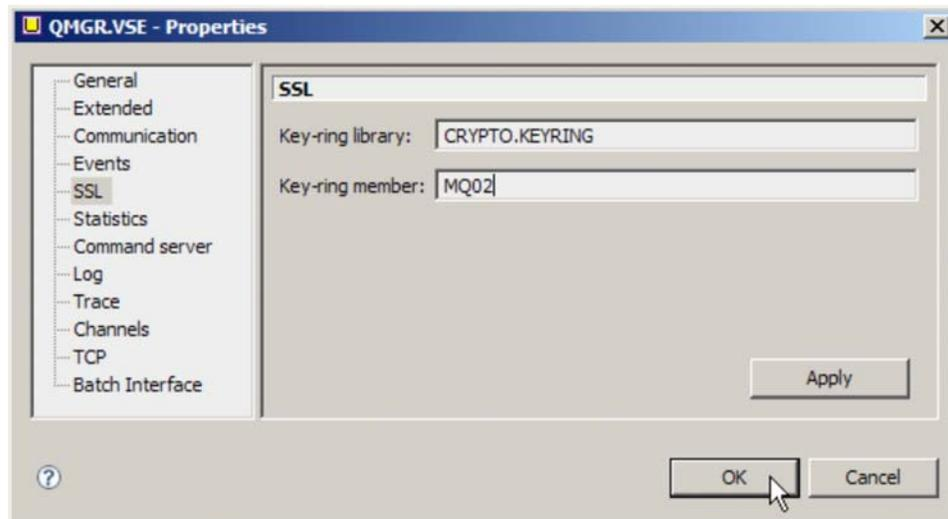 QMGR.VSE - Properties
General
Extended
Communication
Events
SSL
Statistics
Command server
Log
Trace
Channels
TCP
Batch Interface
SSL
Key-ring library: CRYPTO.KEYRING
Key-ring member: MQ02
Apply
? OK Cancel